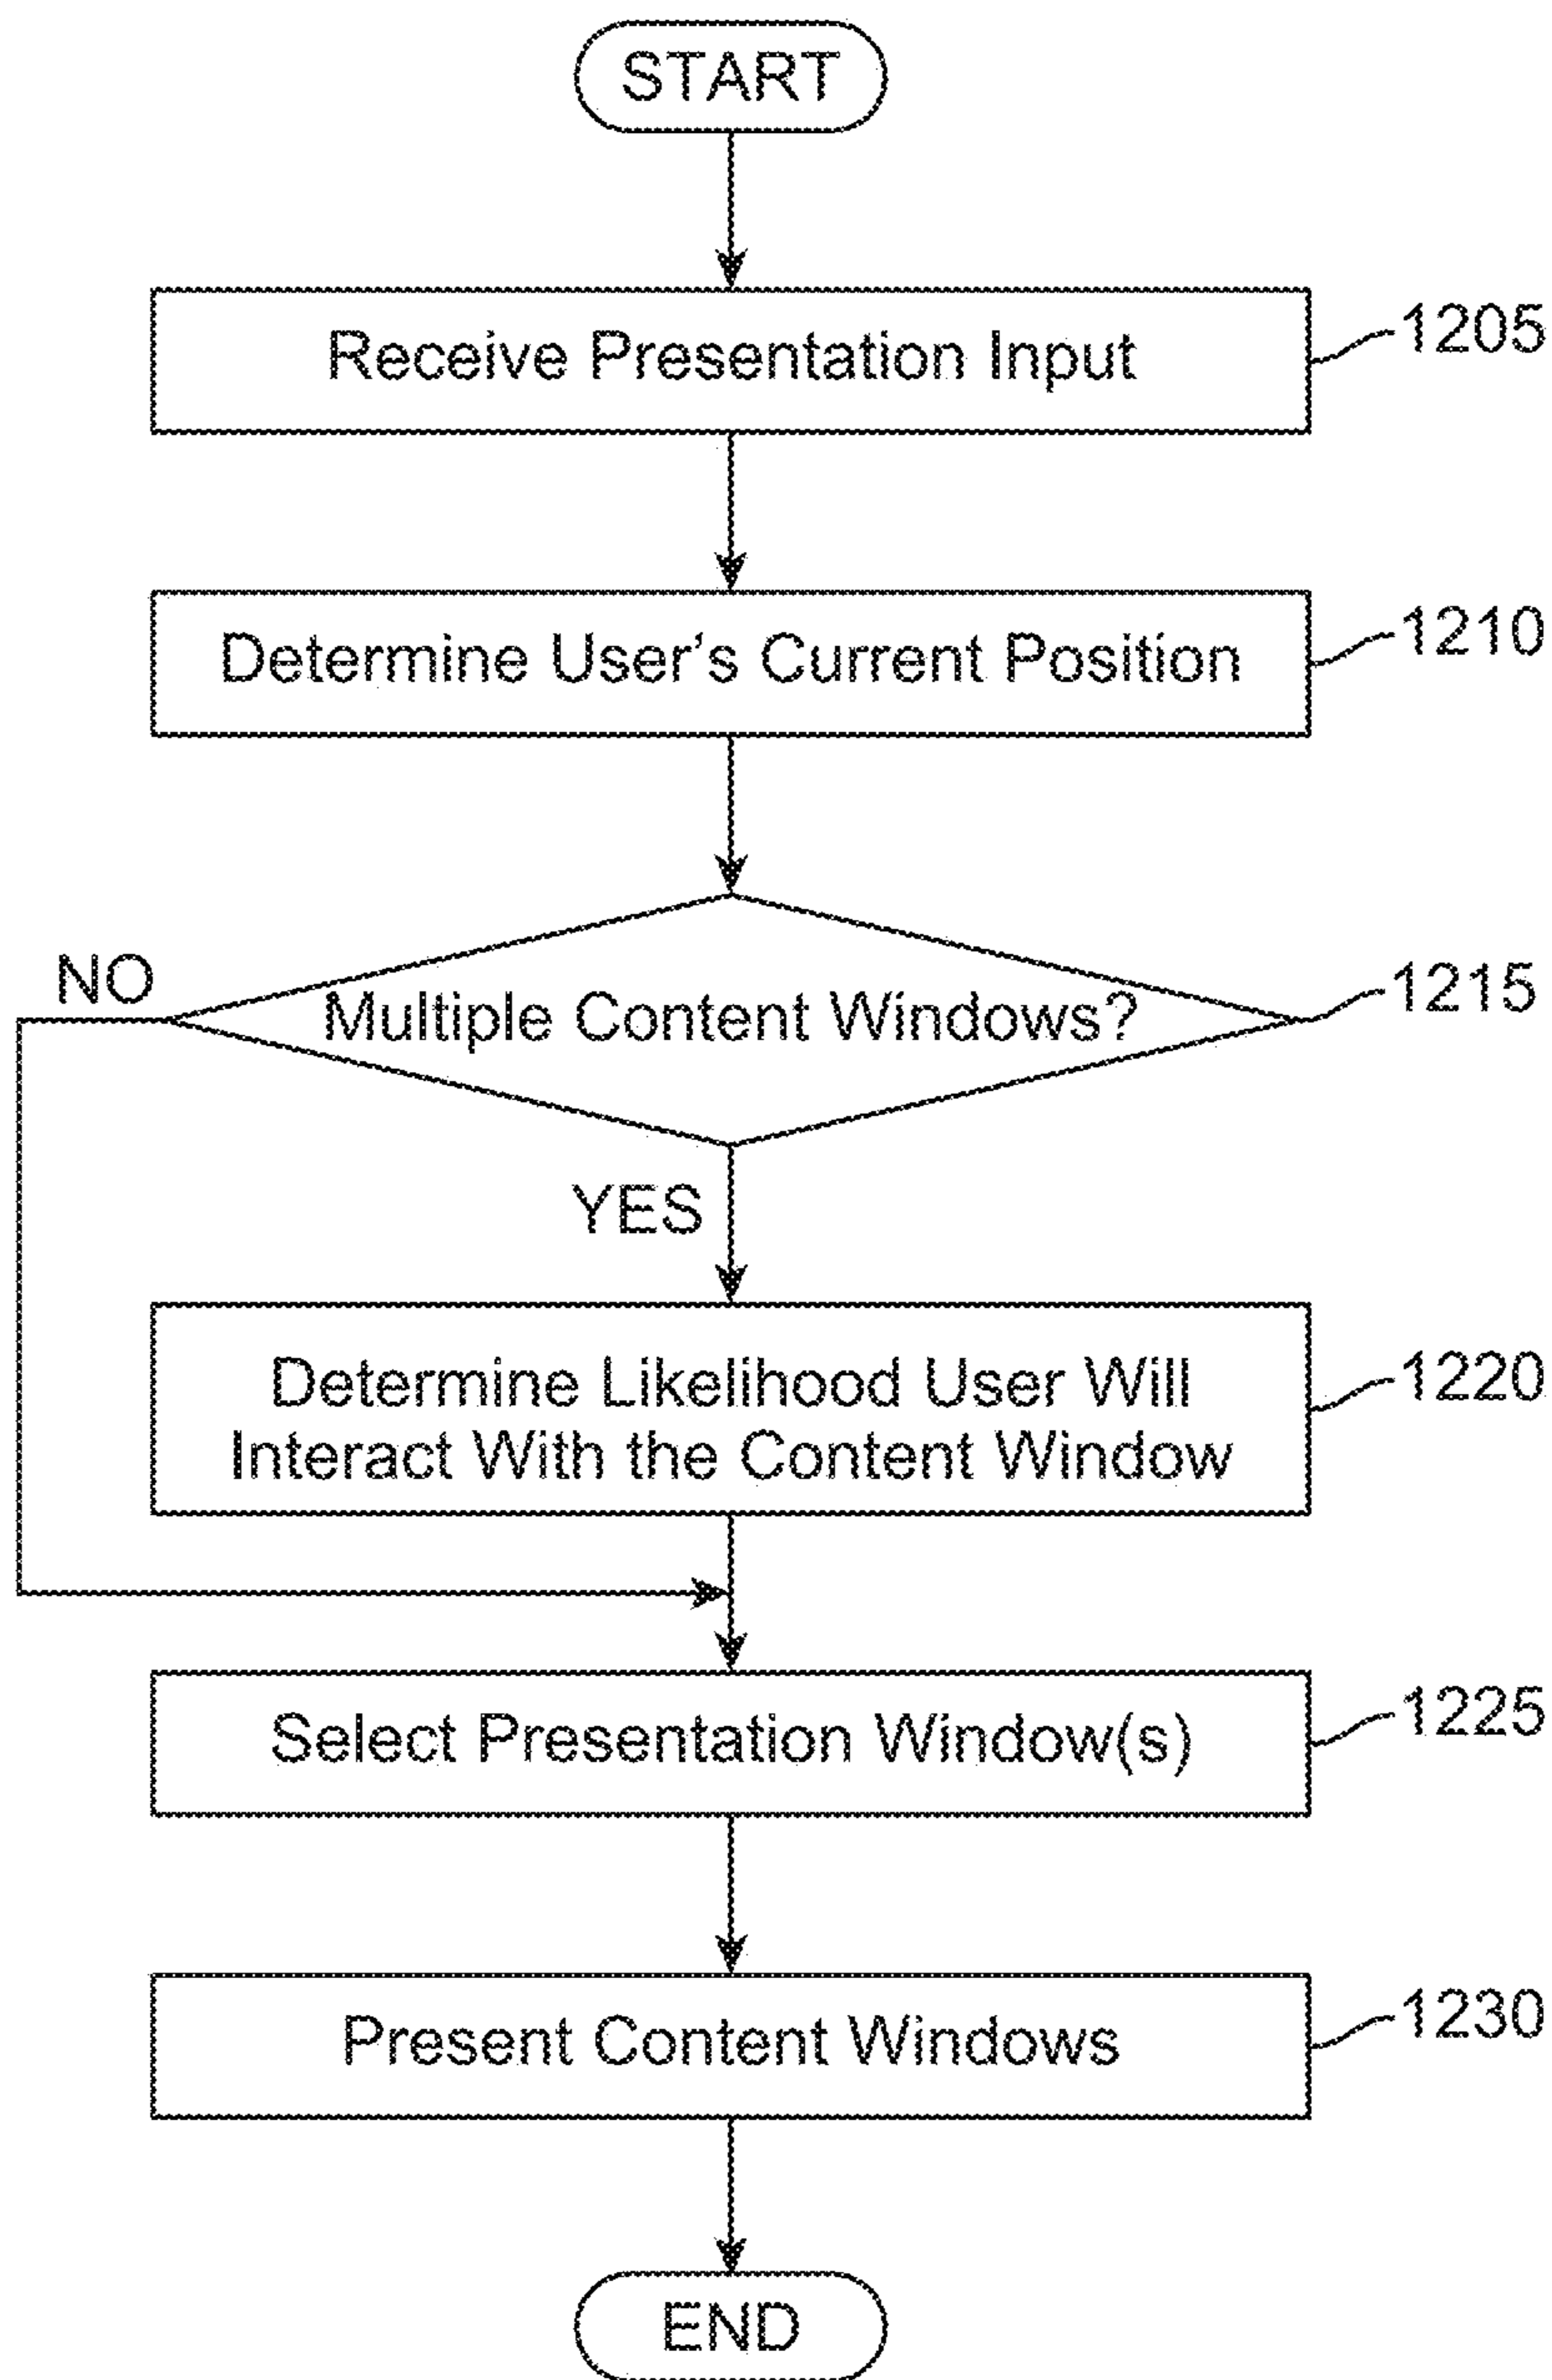 START
Receive Presentation Input
1205
Determine User's Current Position
1210
NO
Multiple Content Windows?
1215
YES
Determine Likelihood User Will
Interact With the Content Window
1220
Select Presentation Window(s)
1225
Present Content Windows
1230
END